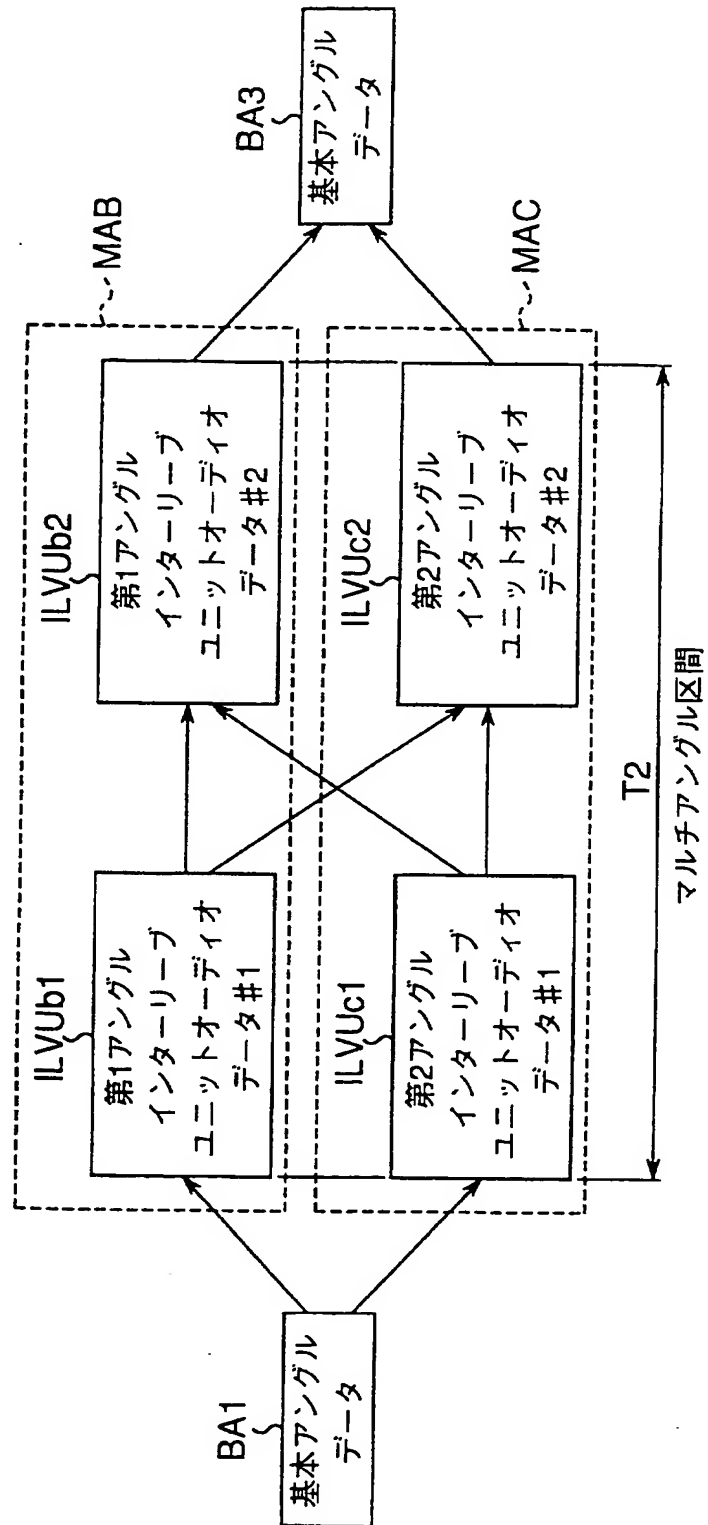 BA1
基本アングル
データ
MAB
ILVUb1
第1アングル
インターリーブ
ユニットオーディオ
データ#1
ILVUb2
第1アングル
インターリーブ
ユニットオーディオ
データ#2
ILVUc1
第2アングル
インターリーブ
ユニットオーディオ
データ#1
ILVUc2
第2アングル
インターリーブ
ユニットオーディオ
データ#2
MAC
BA3
基本アングル
データ
T2
マルチアングル区間